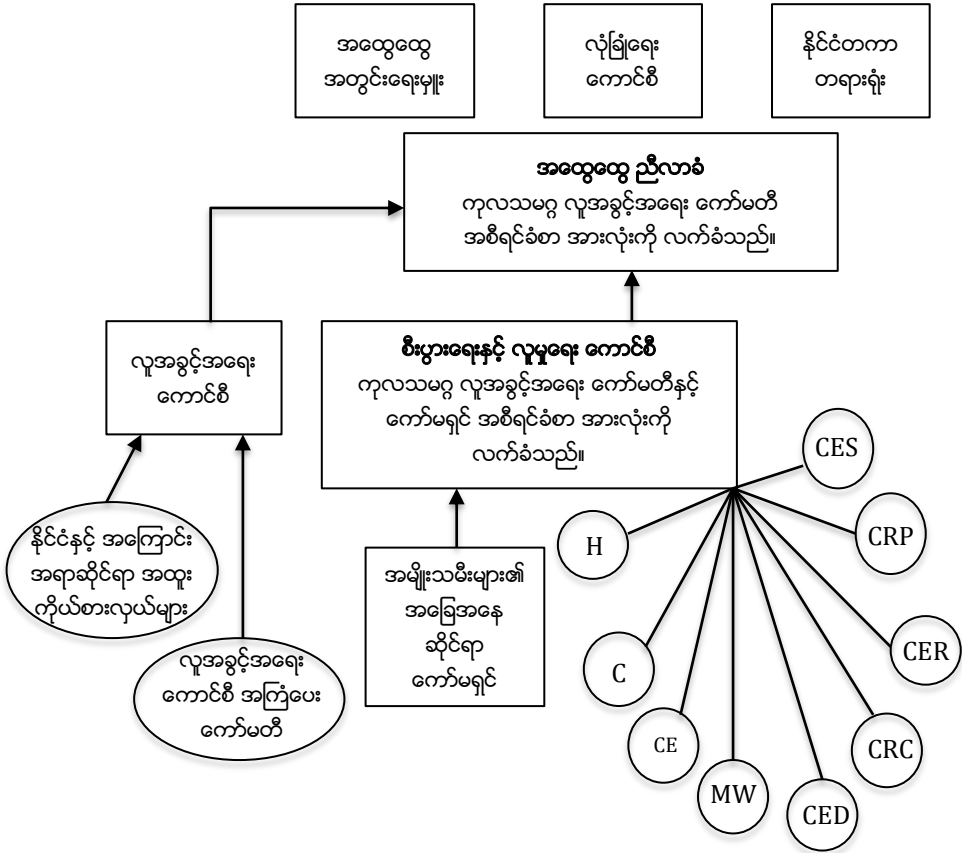 အထွေထွေ
အတွင်းရေးမှူး
လုံခြုံရေး
ကောင်စီ
နိုင်ငံတကာ
တရားရုံး
အထွေထွေ ညီလာခံ
ကုလသမဂ္ဂ လူအခွင့်အရေး ကော်မတီ
အစီရင်ခံစာ အားလုံးကို လက်ခံသည်။
လူအခွင့်အရေး
ကောင်စီ
စီးပွားရေးနှင့် လူမှုရေး ကောင်စီ
ကုလသမဂ္ဂ လူအခွင့်အရေး ကော်မတီနှင့်
ကော်မရှင် အစီရင်ခံစာ အားလုံးကို
လက်ခံသည်။
နိုင်ငံနှင့် အကြောင်း
အရာဆိုင်ရာ အထူး
ကိုယ်စားလှယ်များ
လူအခွင့်အရေး
ကောင်စီ အကြံပေး
ကော်မတီ
အမျိုးသမီးများ၏
အခြေအနေ
ဆိုင်ရာ
ကော်မရှင်
CES
H
CRP
C
CER
CE
CRC
MW
CED